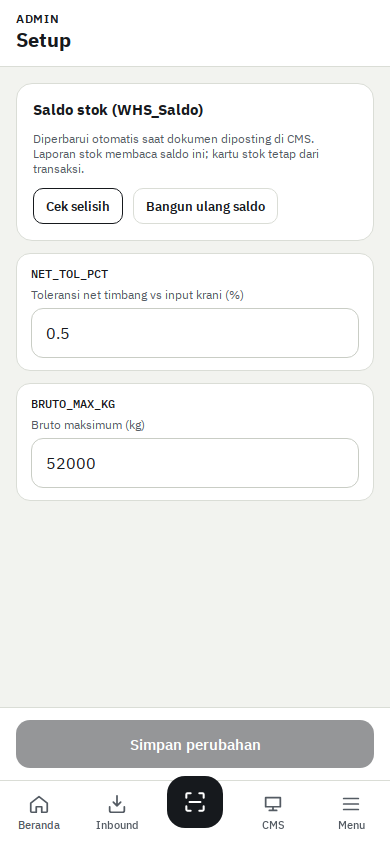 ADMIN
Setup
Saldo stok (WHS_Saldo)
Diperbarui otomatis saat dokumen diposting di CMS.
Laporan stok membaca saldo ini; kartu stok tetap dari
transaksi.
Cek selisih
Bangun ulang saldo
NET_TOL_PCT
Toleransi net timbang vs input krani (%)
0.5
BRUTO_MAX_KG
Bruto maksimum (kg)
52000
Simpan perubahan
Beranda
Inbound
CMS
Menu